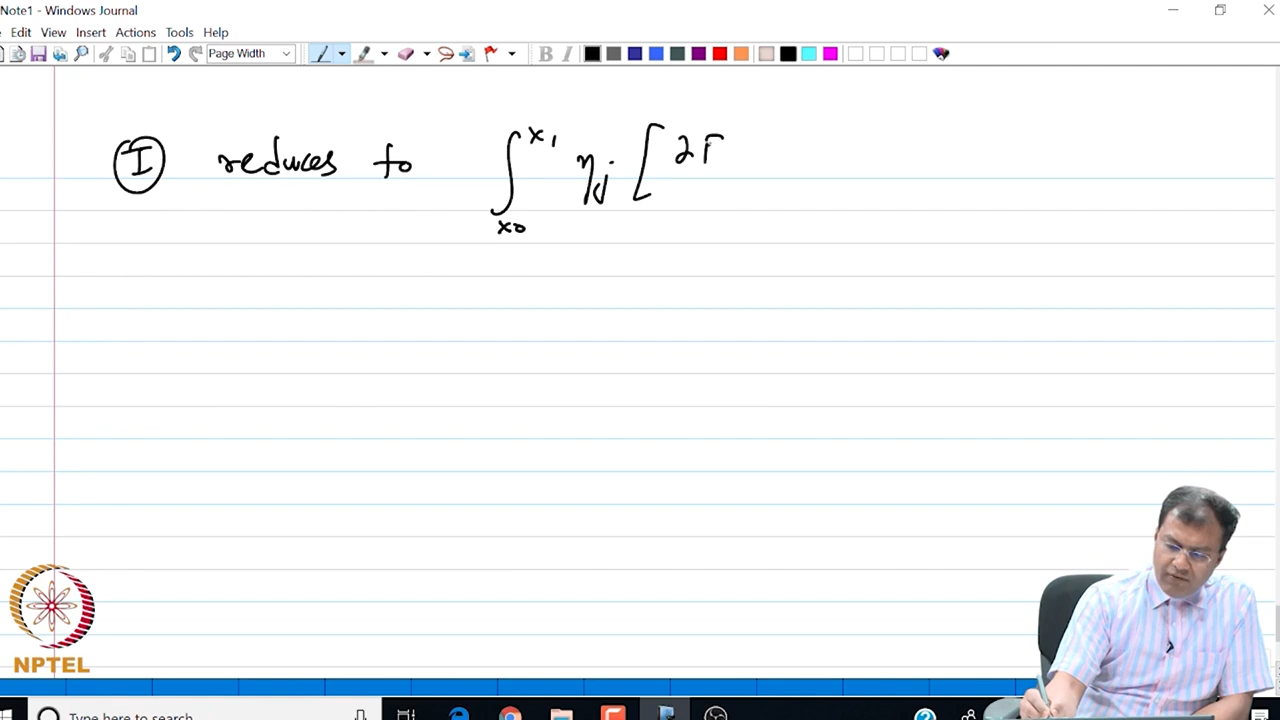 Note1 - Windows Journal
Edit View Insert Actions Tools Help
Page Width
B I
I reduces to ∫ x0 x1 ηj [ ∂F
NPTEL
Type here to search